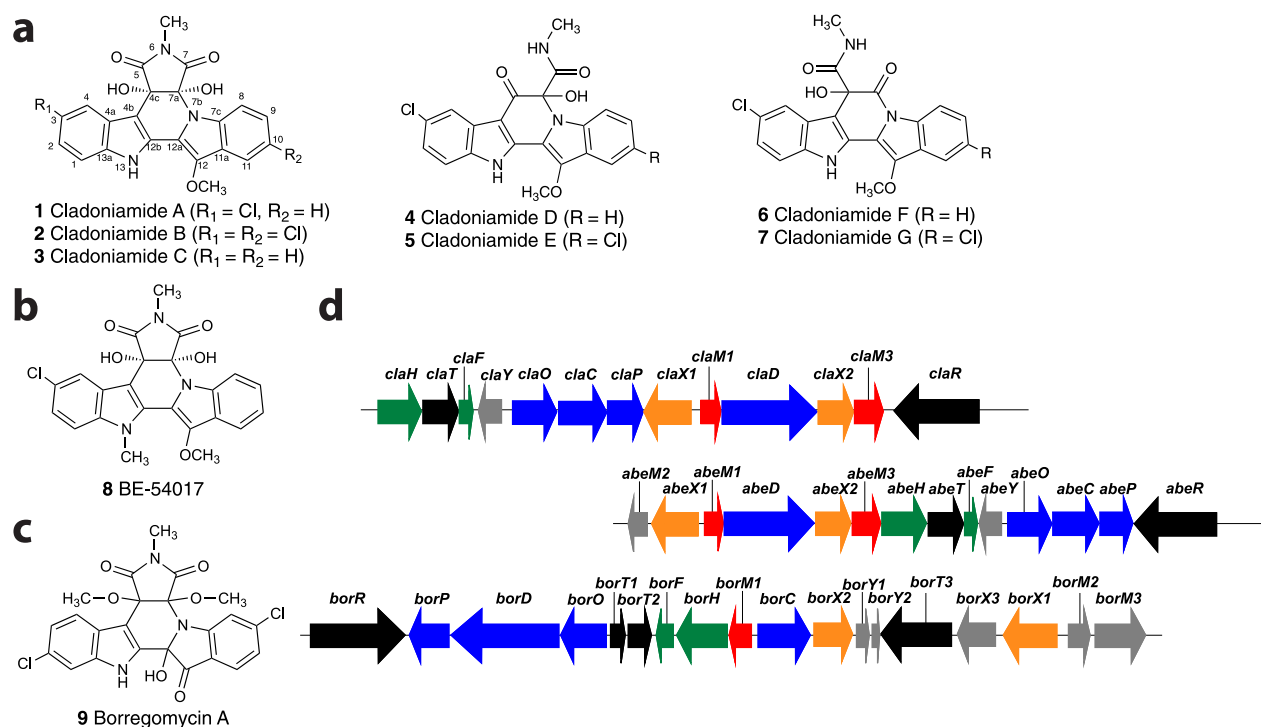 a
CH3
N
6
O
O
5
7
HO
OH
4c
7a
R1
4
3
4a
4b
N
7b
8
7c
9
2
10
R2
1
13a
12b
12a
11a
11
N
H
13
12
OCH3
1 Cladoniamide A (R1 = Cl, R2 = H)
2 Cladoniamide B (R1 = R2 = Cl)
3 Cladoniamide C (R1 = R2 = H)
H3C
HN
O
O
OH
Cl
N
N
H
R
H3CO
4 Cladoniamide D (R = H)
5 Cladoniamide E (R = Cl)
H3C
NH
O
O
HO
Cl
N
N
H
R
OCH3
6 Cladoniamide F (R = H)
7 Cladoniamide G (R = Cl)
b
CH3
N
O
O
HO
OH
Cl
N
N
CH3
OCH3
8 BE-54017
c
CH3
N
O
O
H3C
O
O
CH3
N
Cl
Cl
N
H
HO
O
9 Borregomycin A
d
claH claT claF claY claO claC claP claX1 claM1 claD claX2 claM3 claR
abeM2 abeX1 abeM1 abeD abeX2 abeM3 abeH abeT abeF abeY abeO abeC abeP abeR
borR borP borD borO borT1 borT2 borF borH borM1 borC borX2 borY1 borY2 borT3 borX3 borX1 borM2 borM3